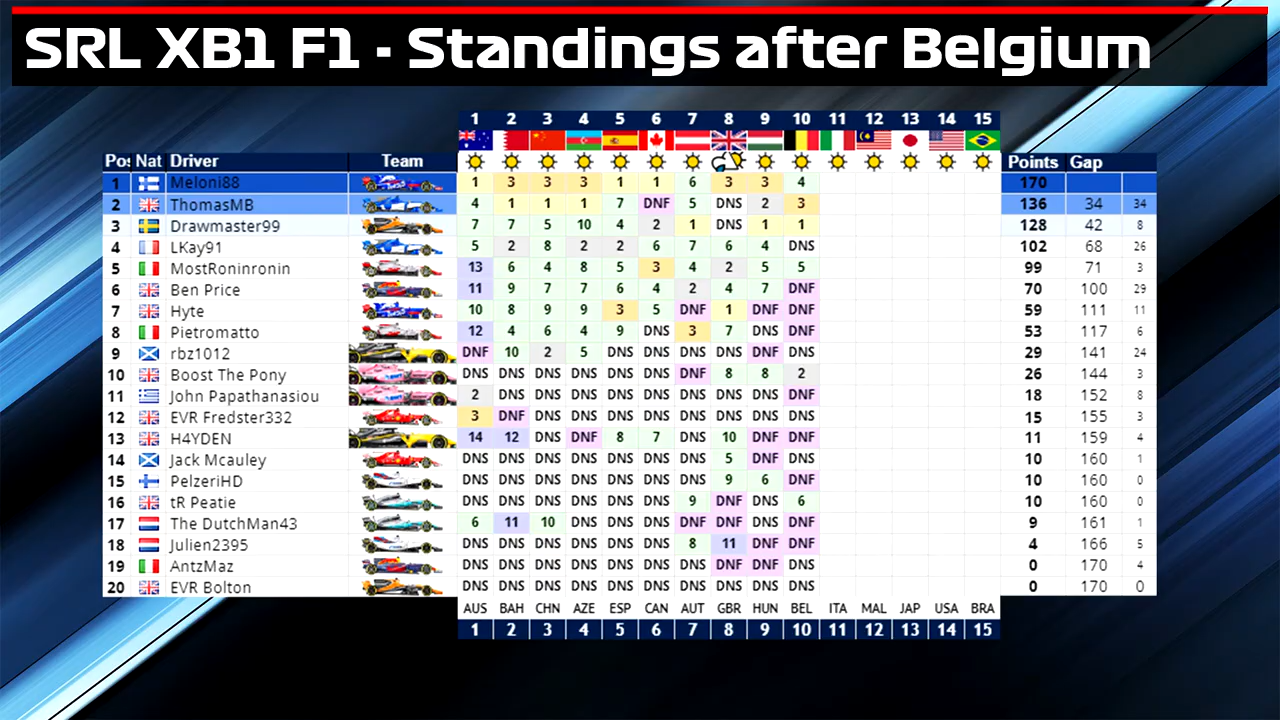 SRL XB1 F1 - Standings after Belgium
1 2 3 4 5 6 7 8 9 10 11 12 13 14 15
Pos Nat Driver Team Points Gap
1 Meloni88 1 3 3 3 1 1 6 3 3 4 170
2 ThomasMB 4 1 1 1 7 DNF 5 DNS 2 3 136 34 34
3 Drawmaster99 7 7 5 10 4 2 1 DNS 1 1 128 42 8
4 LKay91 5 2 8 2 2 6 7 6 4 DNS 102 68 26
5 MostRoninronin 13 6 4 8 5 3 4 2 5 5 99 71 3
6 Ben Price 11 9 7 7 6 4 2 4 7 DNF 70 100 29
7 Hyte 10 8 9 9 3 5 DNF 1 DNF DNF 59 111 11
8 Pietromatto 12 4 6 4 9 DNS 3 7 DNS DNF 53 117 6
9 rbz1012 DNF 10 2 5 DNS DNS DNS DNS DNF DNS 29 141 24
10 Boost The Pony DNS DNS DNS DNS DNS DNS DNF 8 8 2 26 144 3
11 John Papathanasiou 2 DNS DNS DNS DNS DNS DNS DNS DNS DNF 18 152 8
12 EVR Fredster332 3 DNF DNS DNS DNS DNS DNS DNS DNS DNS 15 155 3
13 H4YDEN 14 12 DNS DNF 8 7 DNS 10 DNF DNF 11 159 4
14 Jack Mcauley DNS DNS DNS DNS DNS DNS DNS 5 DNF DNS 10 160 1
15 PelzeriHD DNS DNS DNS DNS DNS DNS DNS 9 6 DNF 10 160 0
16 tR Peatie DNS DNS DNS DNS DNS DNS 9 DNF DNS 6 10 160 0
17 The DutchMan43 6 11 10 DNS DNS DNS DNF DNF DNS DNF 9 161 1
18 Julien2395 DNS DNS DNS DNS DNS DNS 8 11 DNF DNF 4 166 5
19 AntzMaz DNS DNS DNS DNS DNS DNS DNS DNF DNF DNS 0 170 4
20 EVR Bolton DNS DNS DNS DNS DNS DNS DNS DNS DNS DNS 0 170 0
AUS BAH CHN AZE ESP CAN AUT GBR HUN BEL ITA MAL JAP USA BRA
1 2 3 4 5 6 7 8 9 10 11 12 13 14 15